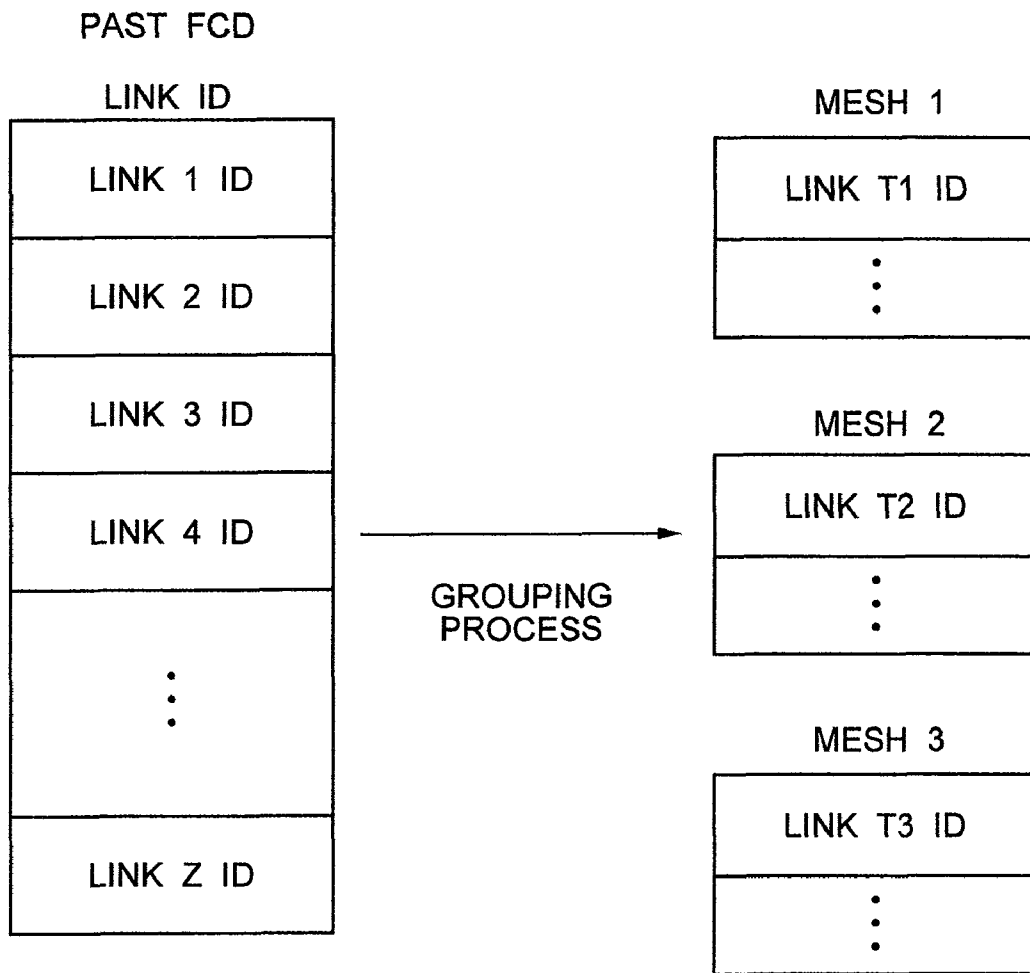 PAST FCD
LINK ID
LINK 1 ID
LINK 2 ID
LINK 3 ID
LINK 4 ID
LINK Z ID
GROUPING
PROCESS
MESH 1
LINK T1 ID
MESH 2
LINK T2 ID
MESH 3
LINK T3 ID